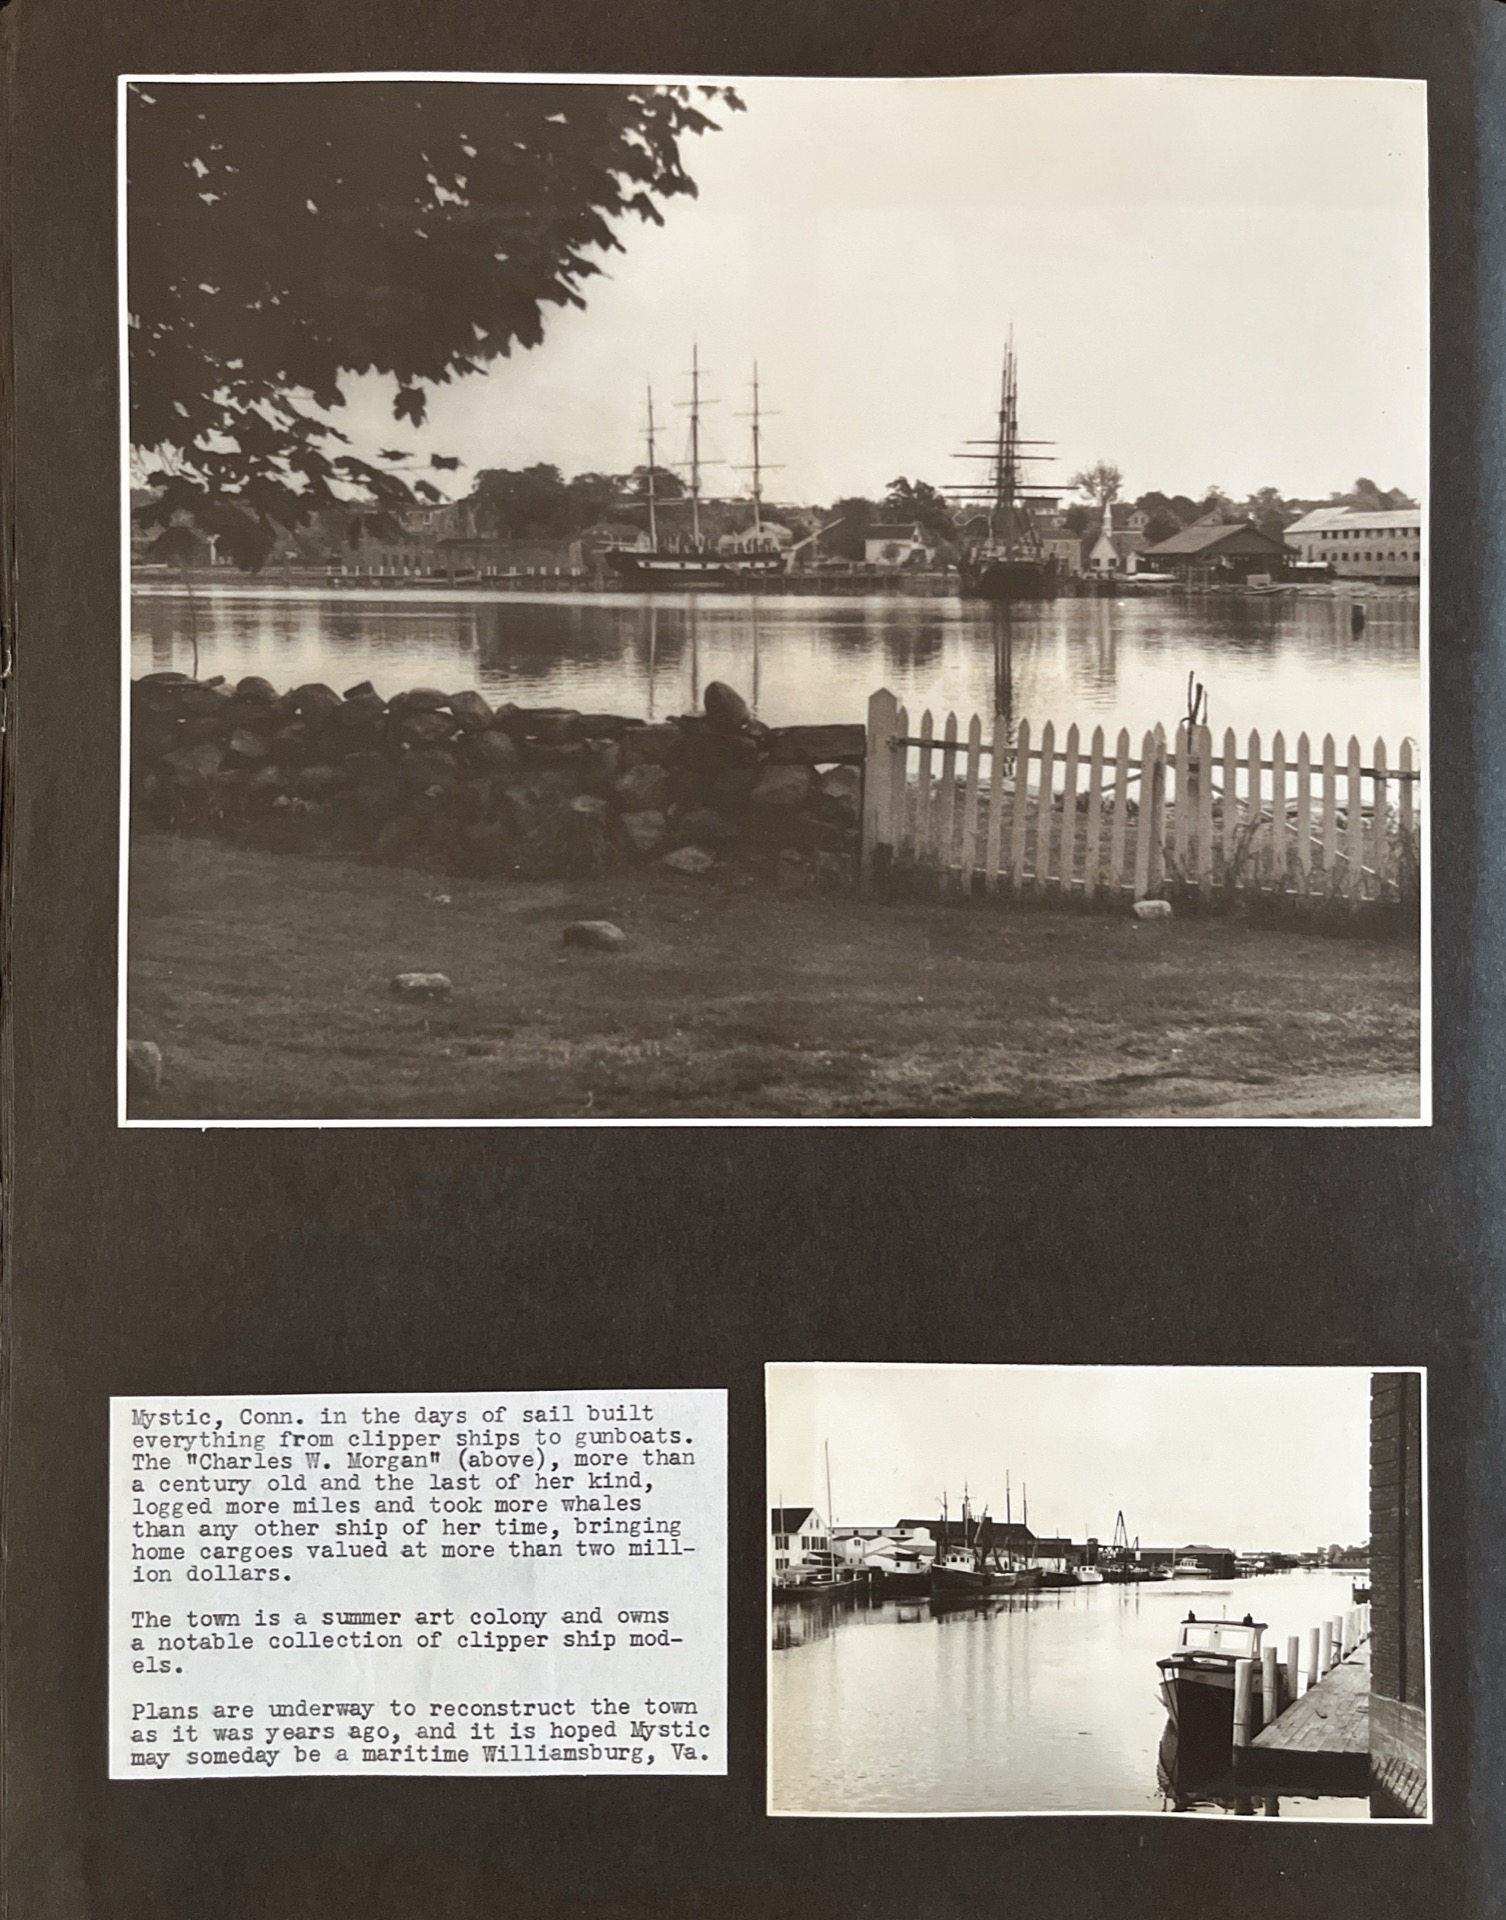 Mystic, Conn. in the days of sail built
everything from clipper ships to gunboats.
The "Charles W. Morgan" (above), more than
a century old and the last of her kind,
logged more miles and took more whales
than any other ship of her time, bringing
home cargoes valued at more than two mill-
ion dollars.
The town is a summer art colony and owns
a notable collection of clipper ship mod-
els.
Plans are underway to reconstruct the town
as it was years ago, and it is hoped Mystic
may someday be a maritime Williamsburg, Va.